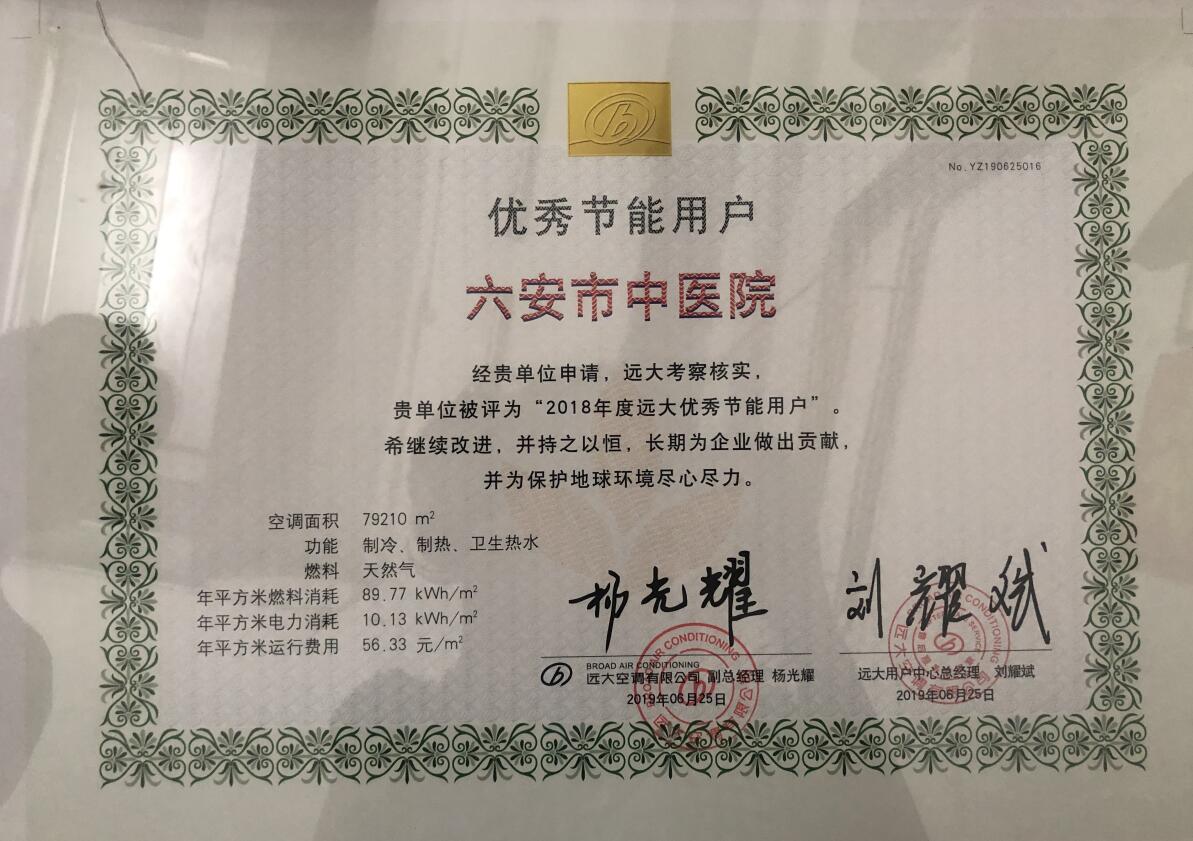 No.YZ190625016
优秀节能用户
六安市中医院
经贵单位申请，远大考察核实，
贵单位被评为“2018年度远大优秀节能用户”。
希继续改进，并持之以恒，长期为企业做出贡献，
并为保护地球环境尽心尽力。
空调面积 79210 m²
功能 制冷、制热、卫生热水
燃料 天然气
年平方米燃料消耗 89.77 kWh/m²
年平方米电力消耗 10.13 kWh/m²
年平方米运行费用 56.33 元/m²
杨光耀
刘耀斌
BROAD AIR CONDITIONING
远大空调有限公司 副总经理 杨光耀
2019年06月25日
远大用户中心总经理 刘耀斌
2019年06月25日
AIR CONDITIONING
CONDITIONING